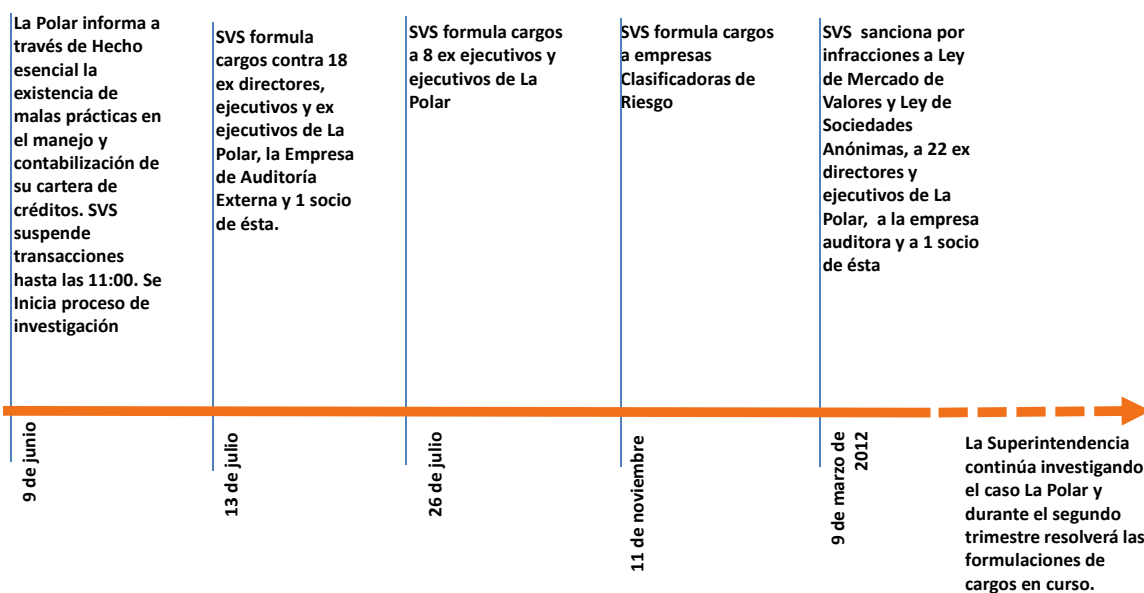 La Polar informa a
través de Hecho
esencial la
existencia de
malas prácticas en
el manejo y
contabilización de
su cartera de
créditos. SVS
suspende
transacciones
hasta las 11:00. Se
Inicia proceso de
investigación
9 de junio
SVS formula
cargos contra 18
ex directores,
ejecutivos y ex
ejecutivos de La
Polar, la Empresa
de Auditoría
Externa y 1 socio
de ésta.
13 de julio
SVS formula cargos
a 8 ex ejecutivos y
ejecutivos de La
Polar
26 de julio
SVS formula cargos
a empresas
Clasificadoras de
Riesgo
11 de noviembre
SVS sanciona por
infracciones a Ley
de Mercado de
Valores y Ley de
Sociedades
Anónimas, a 22 ex
directores y
ejecutivos de La
Polar, a la empresa
auditora y a 1 socio
de ésta
9 de marzo de
2012
La Superintendencia
continúa investigando
el caso La Polar y
durante el segundo
trimestre resolverá las
formulaciones de
cargos en curso.